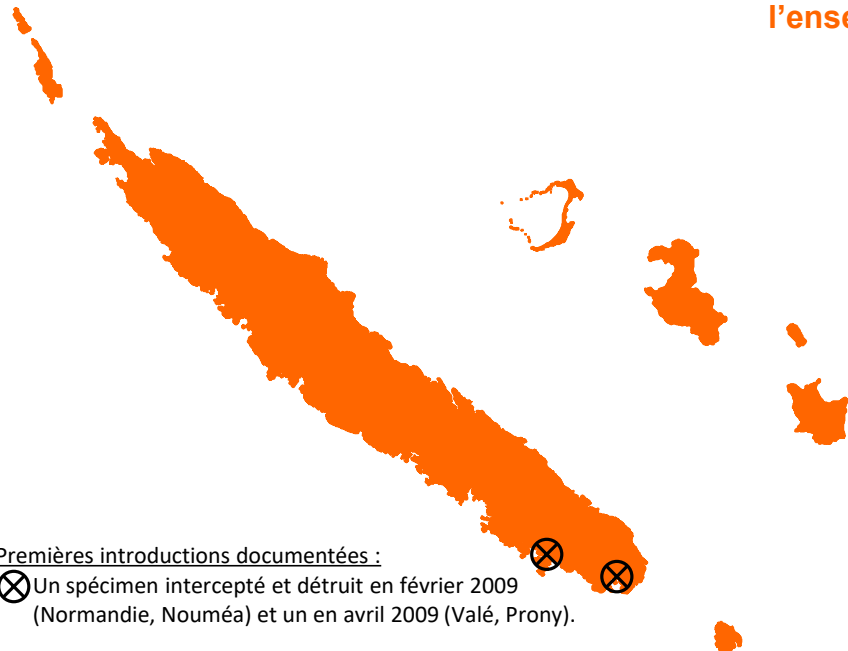 l'ense
Premières introductions documentées :
Un spécimen intercepté et détruit en février 2009
(Normandie, Nouméa) et un en avril 2009 (Valé, Prony).